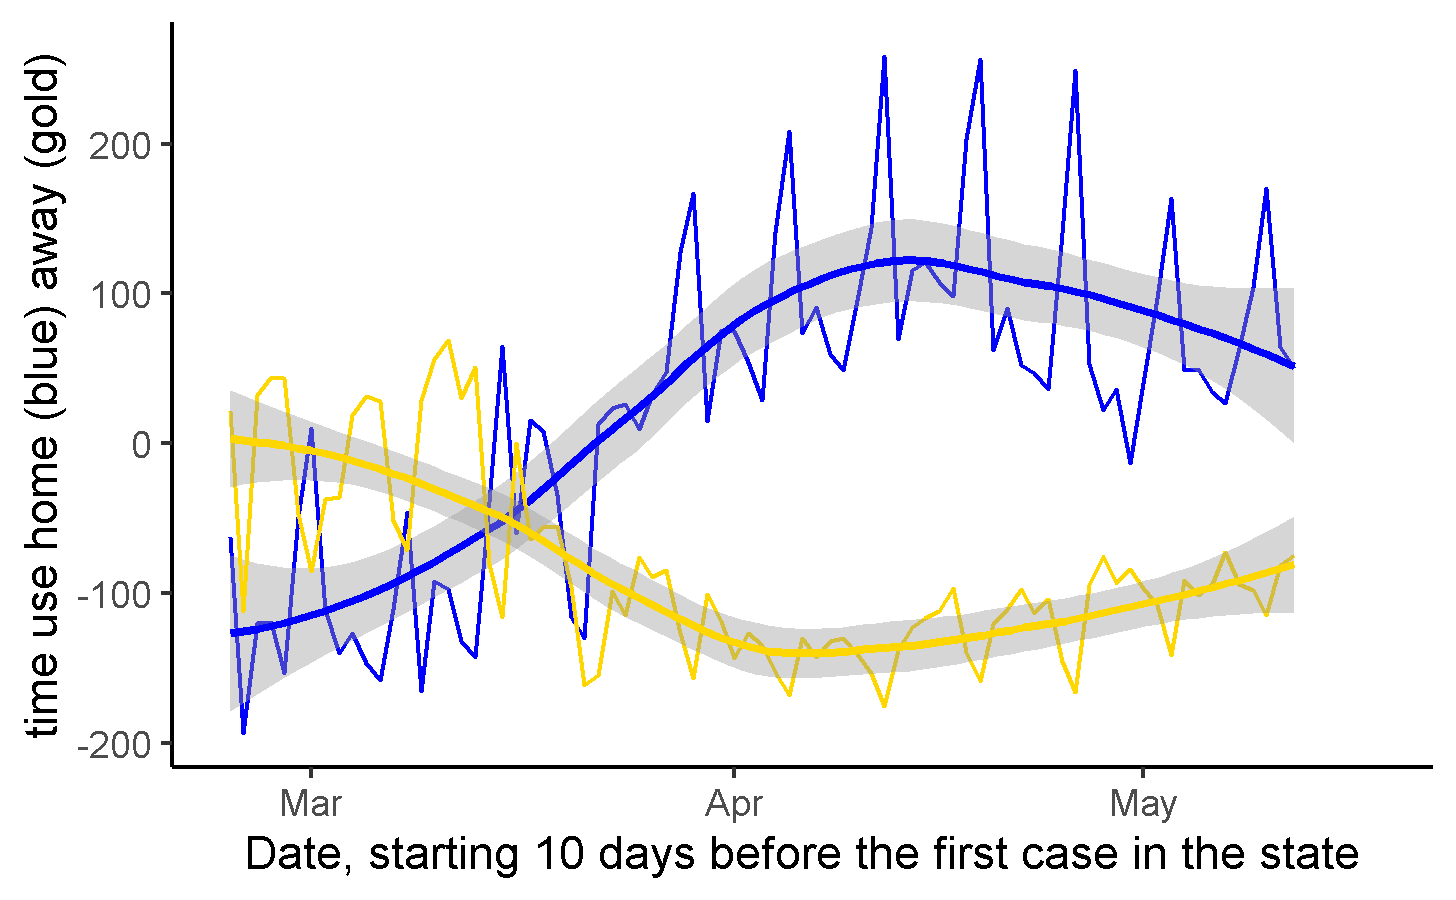 time use home (blue) away (gold)
200
100
0
-100
-200
Mar Apr May
Date, starting 10 days before the first case in the state